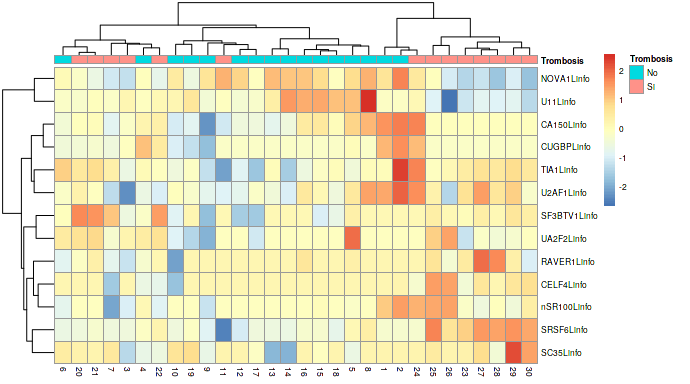 Trombosis
NOVA1Linfo
U11Linfo
CA150Linfo
CUGBPLinfo
TIA1Linfo
U2AF1Linfo
SF3BTV1Linfo
UA2F2Linfo
RAVER1Linfo
CELF4Linfo
nSR100Linfo
SRSF6Linfo
SC35Linfo
6 20 21 7 3 4 22 10 19 9 11 12 17 13 14 16 15 18 5 8 1 2 24 25 26 23 27 28 29 30
2
1
0
-1
-2
Trombosis
No
Si